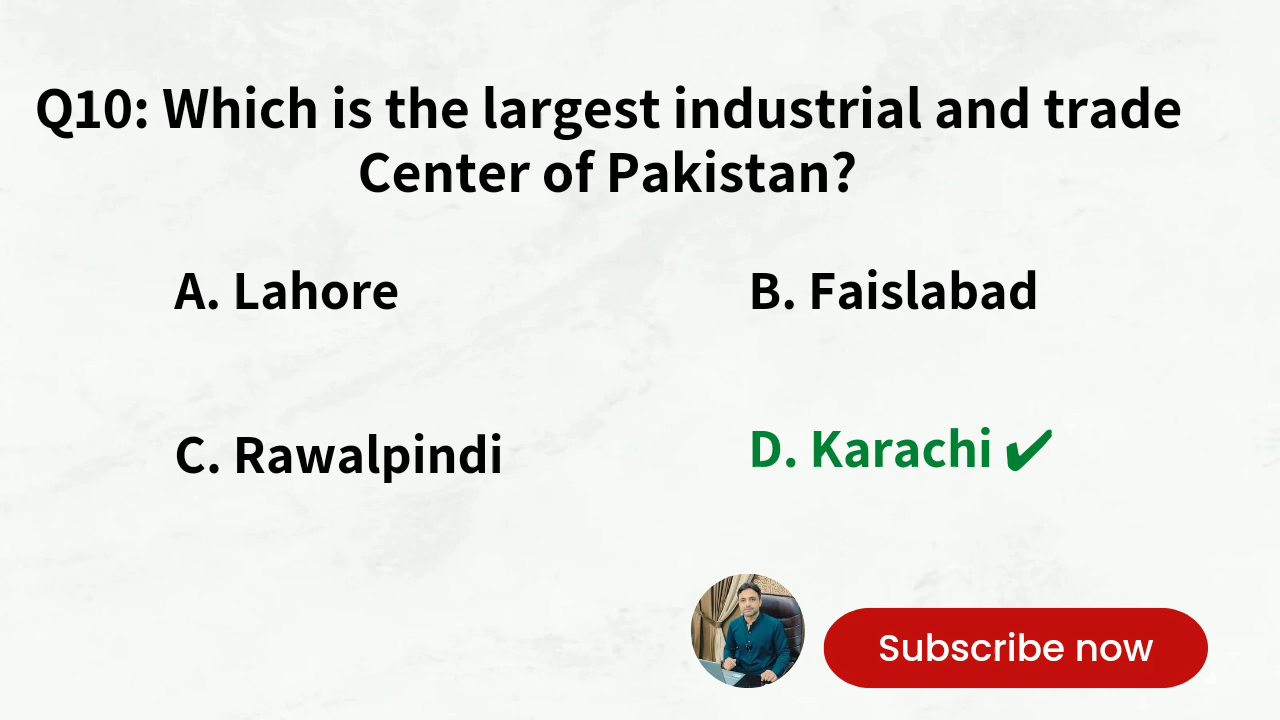 Q10: Which is the largest industrial and trade
Center of Pakistan?
A. Lahore
B. Faislabad
C. Rawalpindi
D. Karachi ✔
Subscribe now